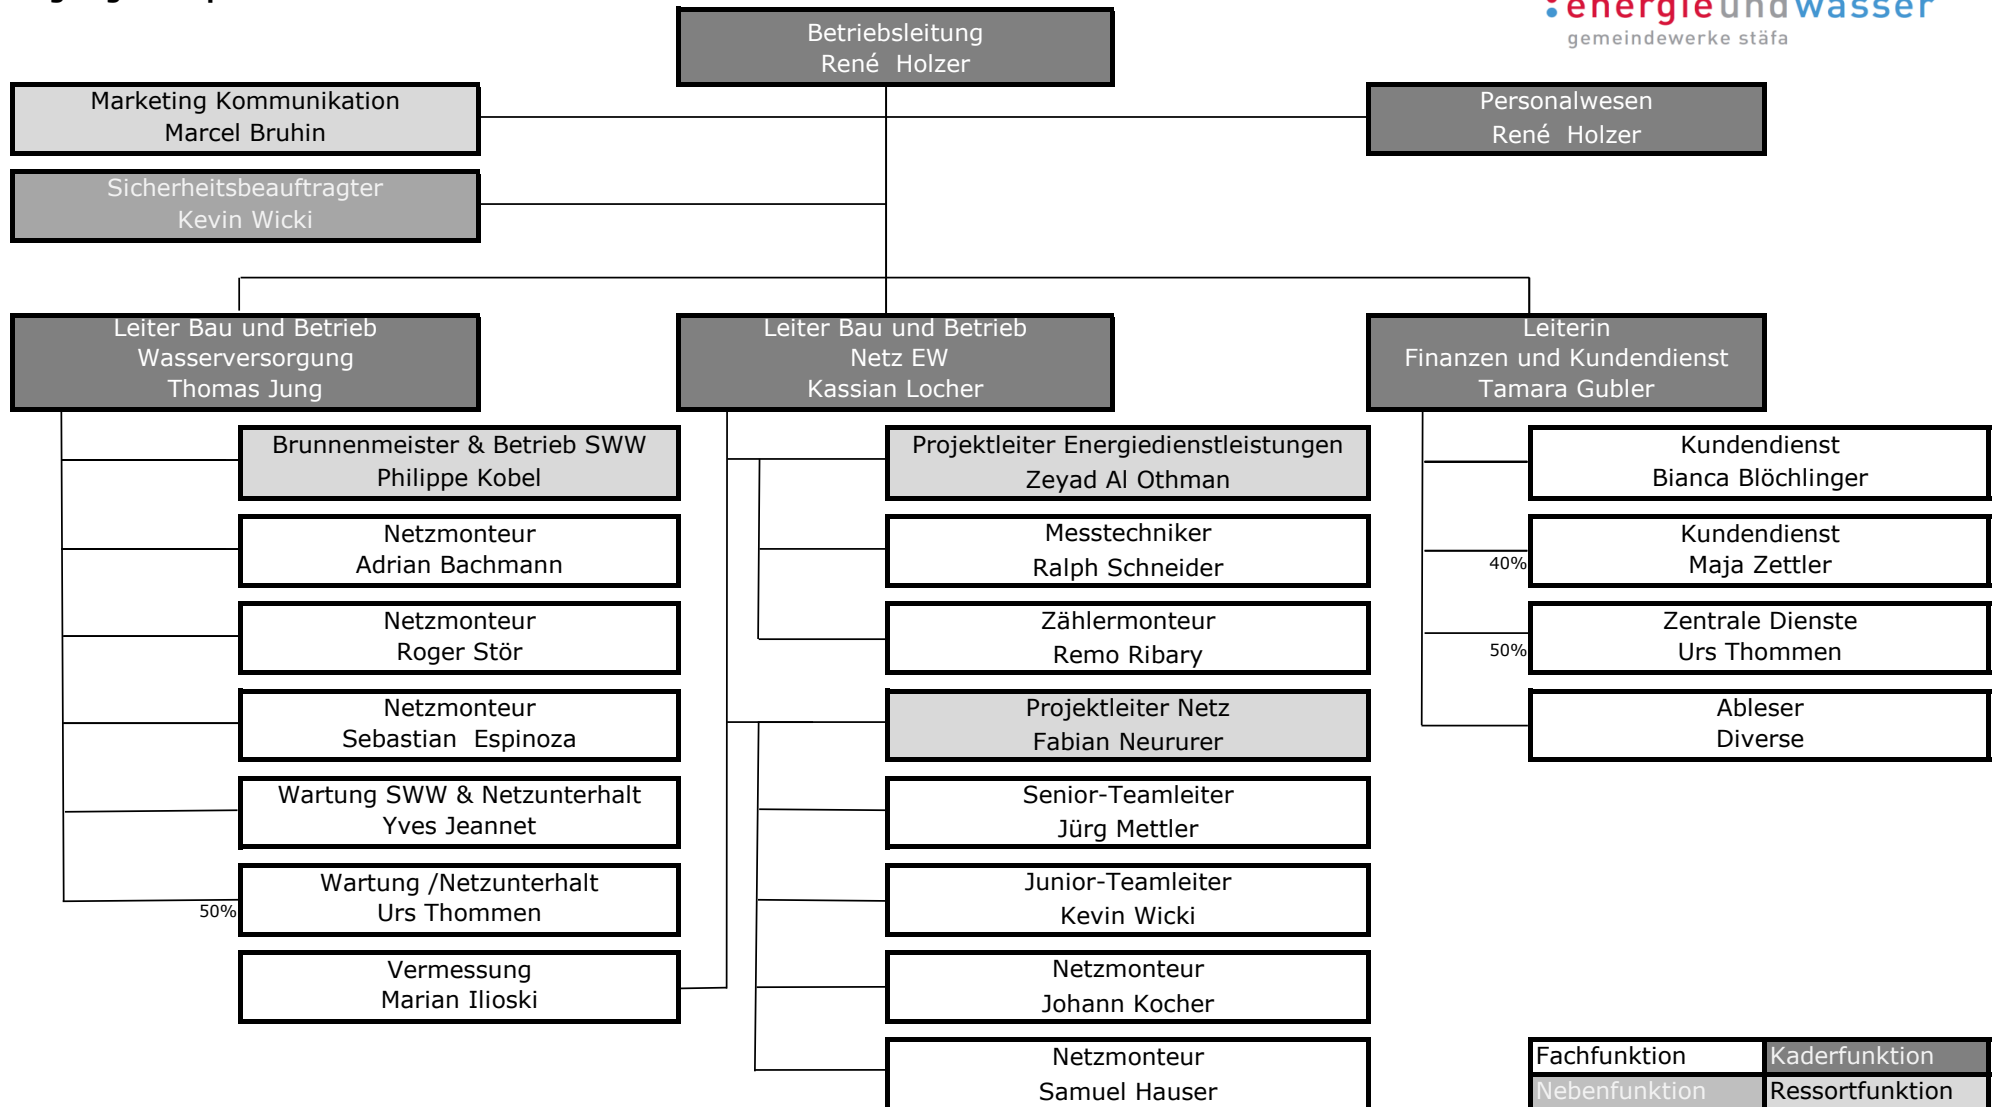 :energieundwasser
gemeindewerke stäfa
Betriebsleitung
René Holzer
Marketing Kommunikation
Marcel Bruhin
Personalwesen
René Holzer
Sicherheitsbeauftragter
Kevin Wicki
Leiter Bau und Betrieb
Wasserversorgung
Thomas Jung
Leiter Bau und Betrieb
Netz EW
Kassian Locher
Leiterin
Finanzen und Kundendienst
Tamara Gubler
Brunnenmeister & Betrieb SWW
Philippe Kobel
Netzmonteur
Adrian Bachmann
Netzmonteur
Roger Stör
Netzmonteur
Sebastian Espinoza
Wartung SWW & Netzunterhalt
Yves Jeannet
50%
Wartung /Netzunterhalt
Urs Thommen
Vermessung
Marian Ilioski
Projektleiter Energiedienstleistungen
Zeyad Al Othman
Messtechniker
Ralph Schneider
Zählermonteur
Remo Ribary
Projektleiter Netz
Fabian Neururer
Senior-Teamleiter
Jürg Mettler
Junior-Teamleiter
Kevin Wicki
Netzmonteur
Johann Kocher
Netzmonteur
Samuel Hauser
Kundendienst
Bianca Blöchlinger
40%
Kundendienst
Maja Zettler
50%
Zentrale Dienste
Urs Thommen
Ableser
Diverse
Fachfunktion
Kaderfunktion
Nebenfunktion
Ressortfunktion